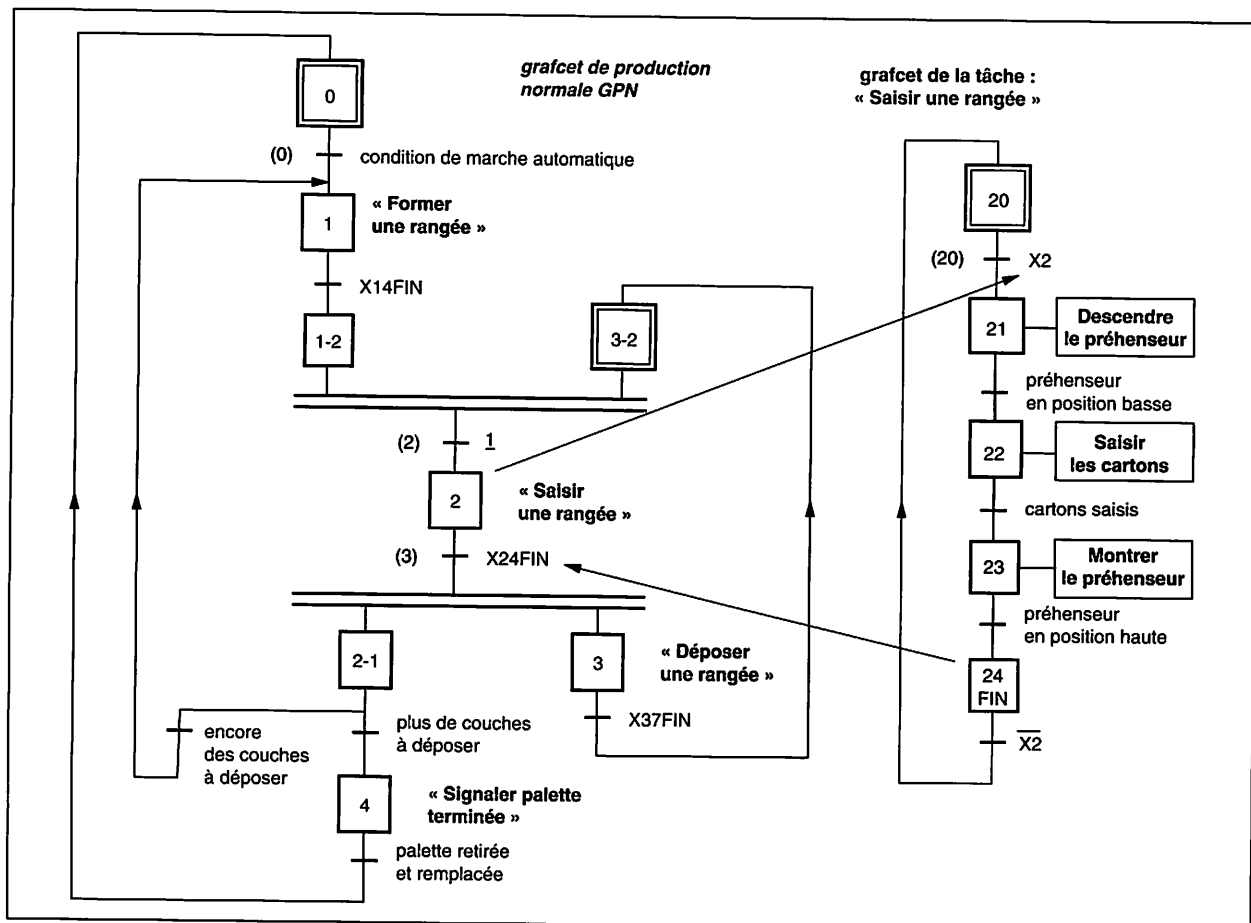 grafcet de production
normale GPN
0
(0)
condition de marche automatique
1
« Former
une rangée »
X14FIN
1-2
3-2
(2)
1
2
« Saisir
une rangée »
(3)
X24FIN
2-1
3
« Déposer
une rangée »
X37FIN
encore
des couches
à déposer
plus de couches
à déposer
4
« Signaler palette
terminée »
palette retirée
et remplacée
grafcet de la tâche :
« Saisir une rangée »
20
(20)
X2
21
Descendre
le préhenseur
préhenseur
en position basse
22
Saisir
les cartons
cartons saisis
23
Montrer
le préhenseur
préhenseur
en position haute
24
FIN
X̅2̅